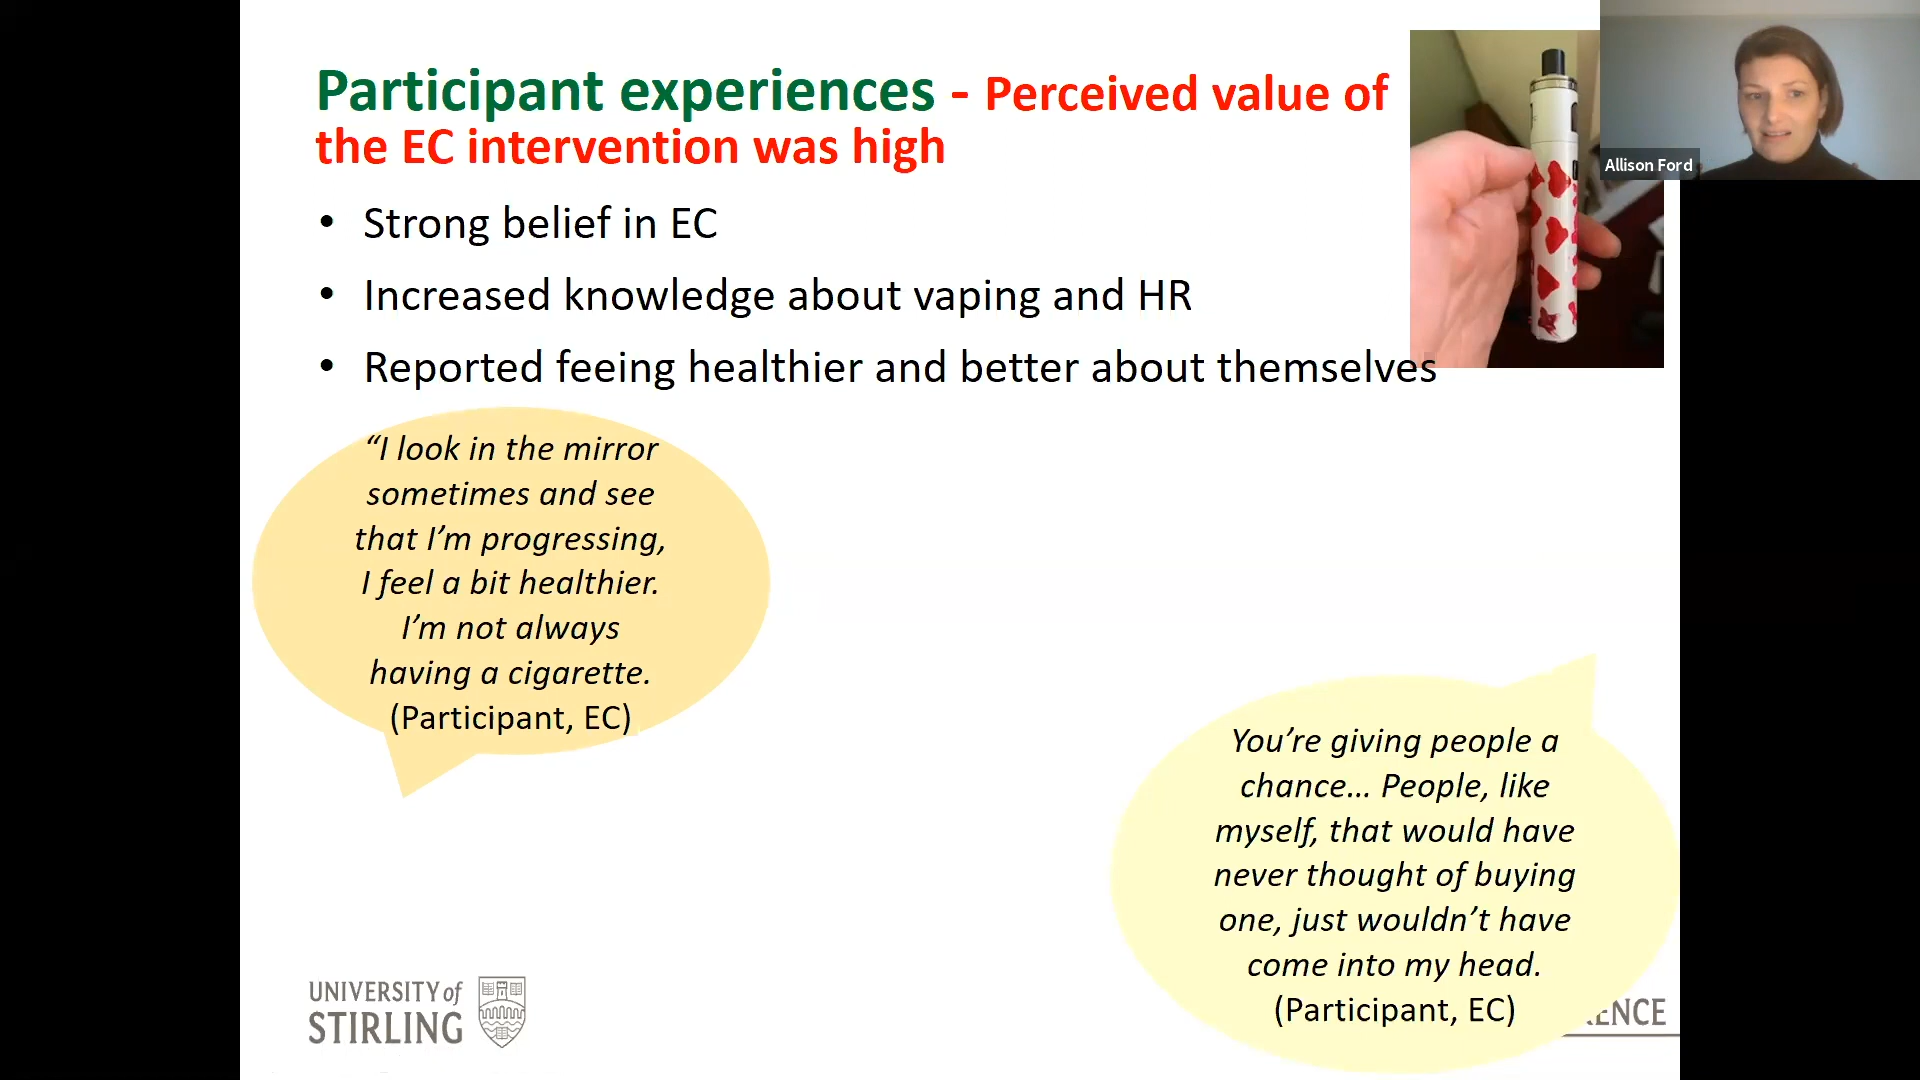 Participant experiences - Perceived value of
the EC intervention was high
Allison Ford
• Strong belief in EC
• Increased knowledge about vaping and HR
• Reported feeing healthier and better about themselves
“I look in the mirror
sometimes and see
that I’m progressing,
I feel a bit healthier.
I’m not always
having a cigarette.
(Participant, EC)
You’re giving people a
chance… People, like
myself, that would have
never thought of buying
one, just wouldn’t have
come into my head.
(Participant, EC)
UNIVERSITY of
STIRLING